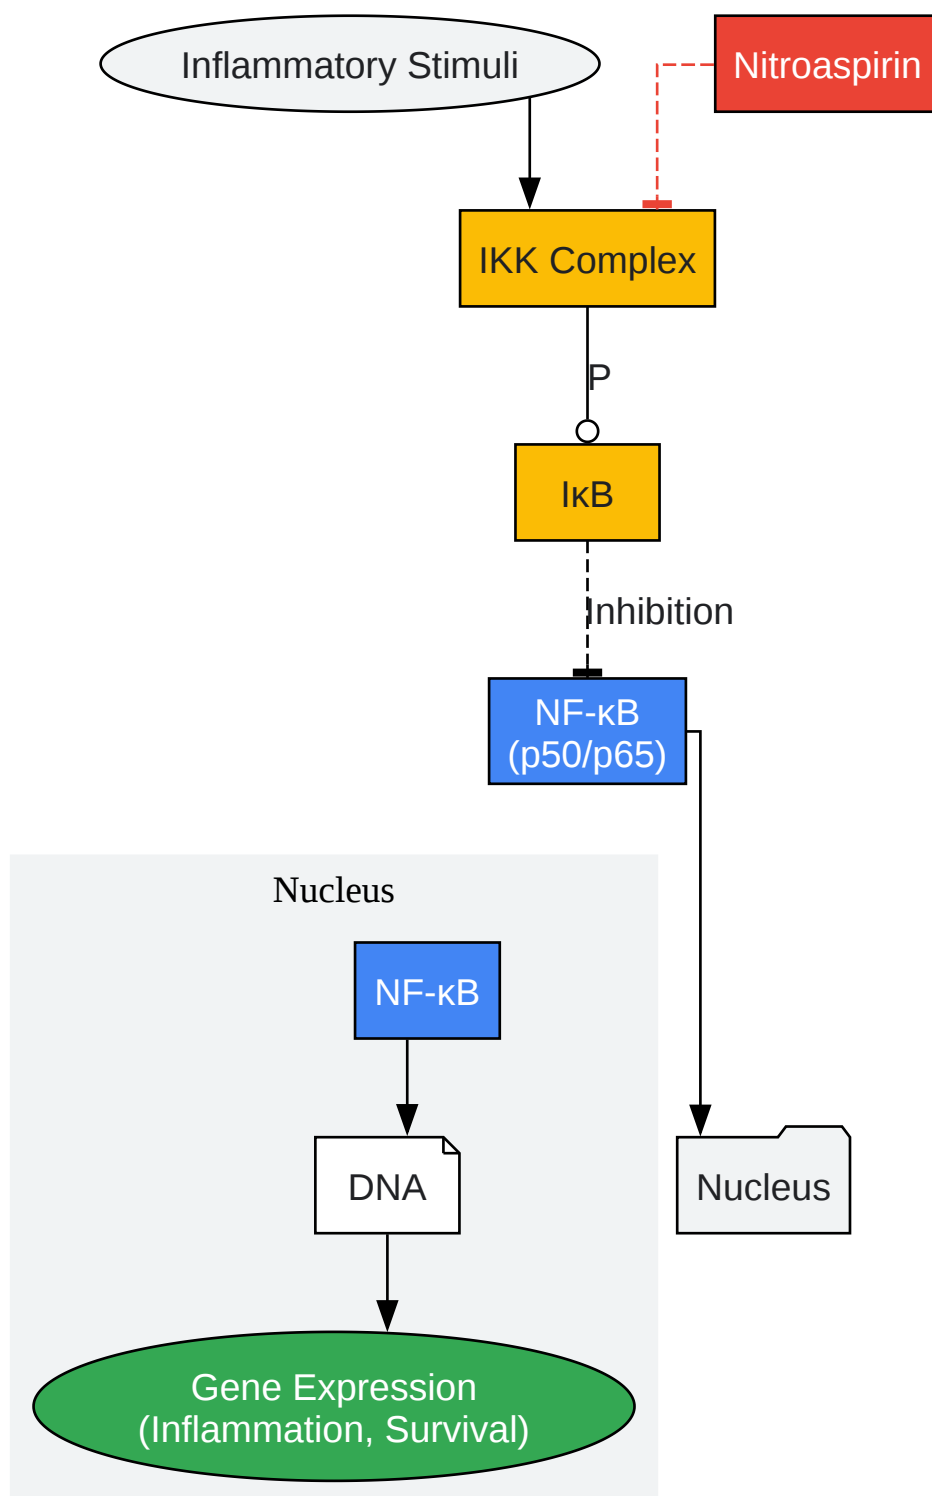 Inflammatory Stimuli
Nitroaspirin
IKK Complex
P
IκB
Inhibition
NF-κB
(p50/p65)
Nucleus
NF-κB
DNA
Nucleus
Gene Expression
(Inflammation, Survival)